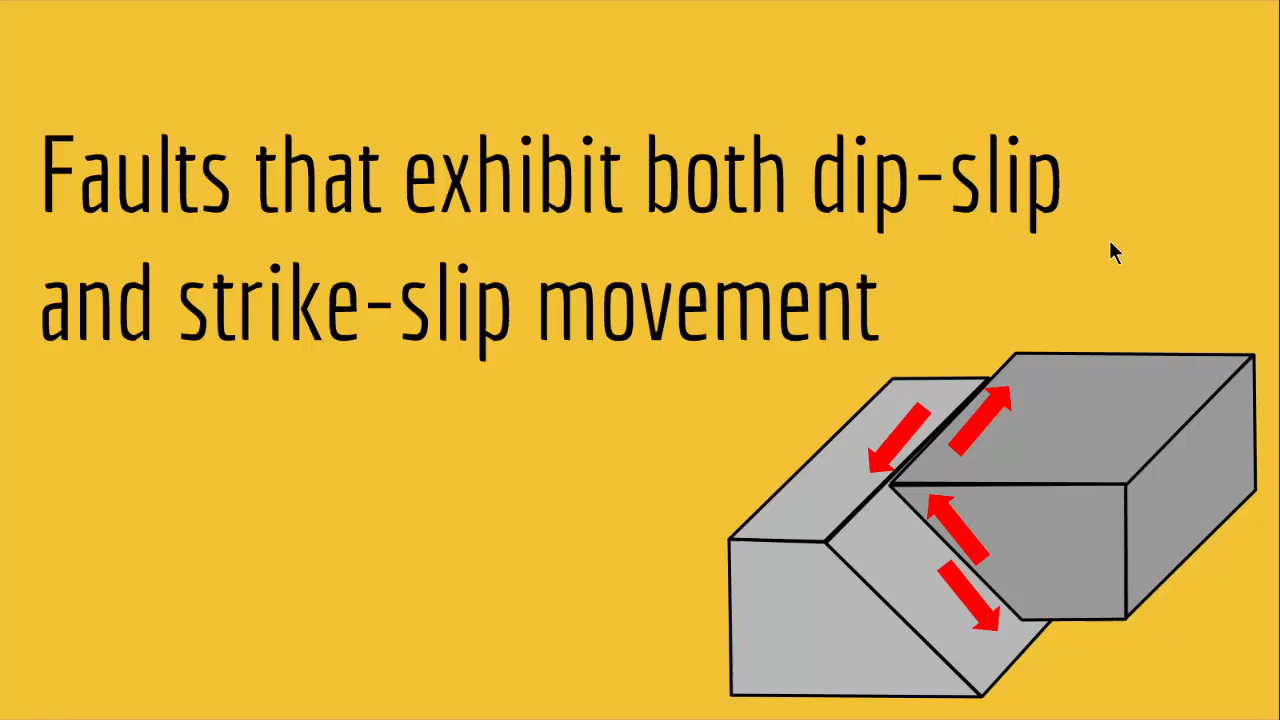 Faults that exhibit both dip-slip
and strike-slip movement